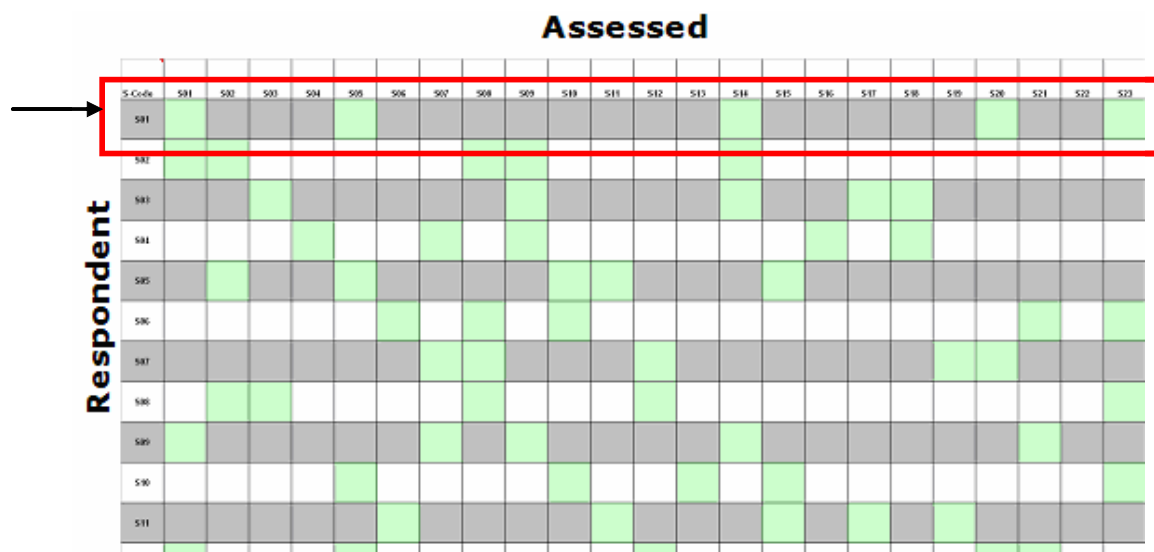 Assessed
S-Code S01 S02 S03 S04 S05 S06 S07 S08 S09 S10 S11 S12 S13 S14 S15 S16 S17 S18 S19 S20 S21 S22 S23
Respondent
S01
S02
S03
S04
S05
S06
S07
S08
S09
S10
S11